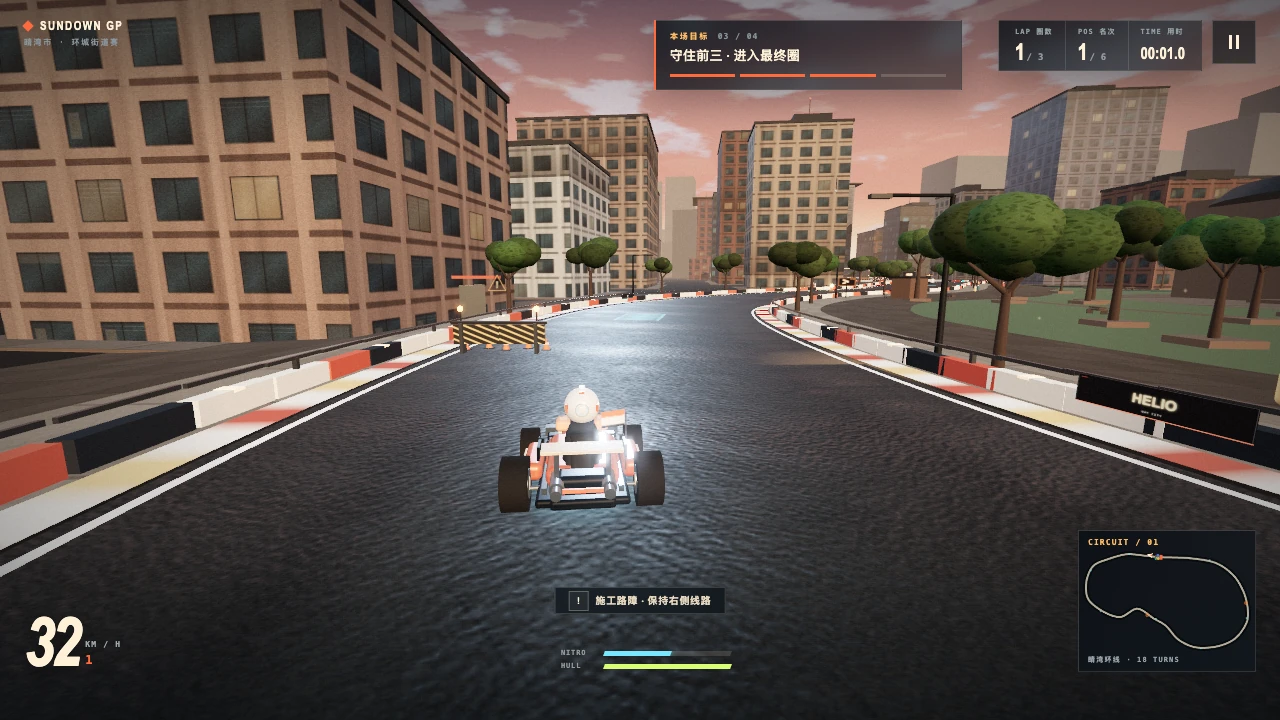 SUNDOWN GP
晴湾市 · 环城街道赛
本场目标 03 / 04
守住前三 · 进入最终圈
LAP 圈数
1 / 3
POS 名次
1 / 6
TIME 用时
00:01.0
HELIO
CIRCUIT / 01
晴湾环线 · 18 TURNS
! 施工路障 · 保持右侧线路
32 KM / H
1
NITRO
HULL